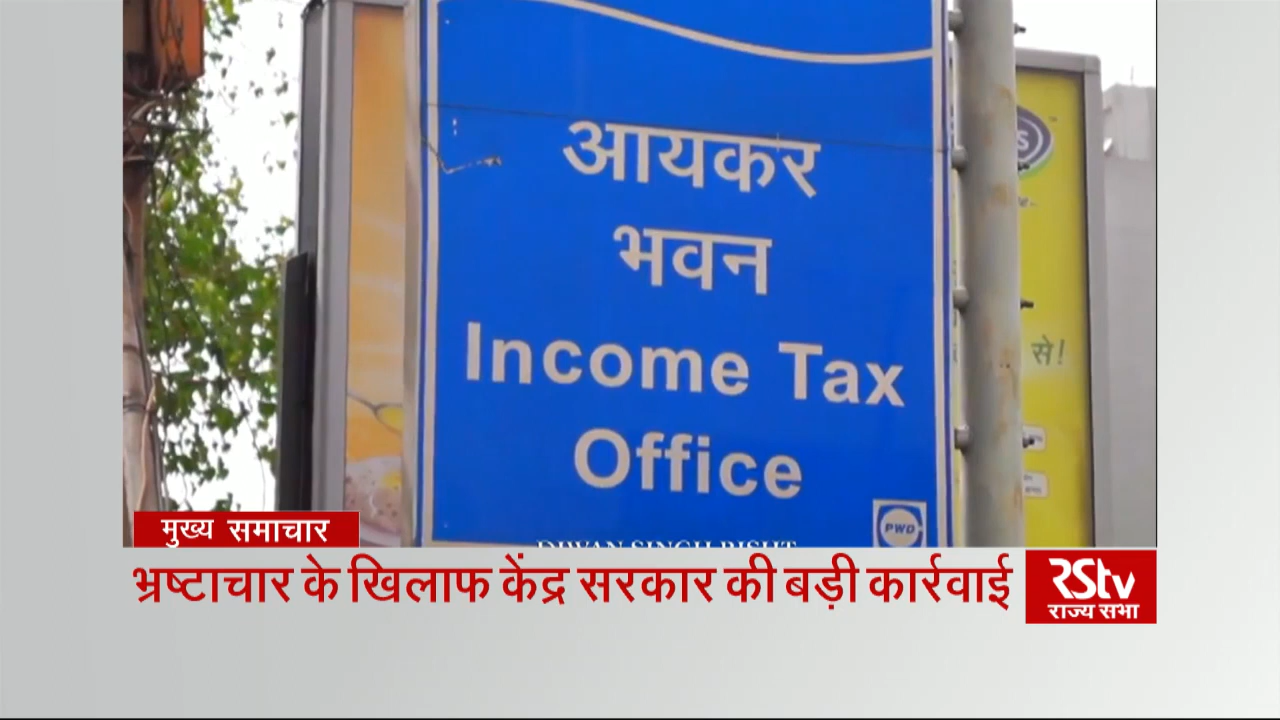 आयकर
भवन
Income Tax
Office
PWD
से!
मुख्य समाचार
भ्रष्टाचार के खिलाफ केंद्र सरकार की बड़ी कार्रवाई
RStv
राज्य सभा